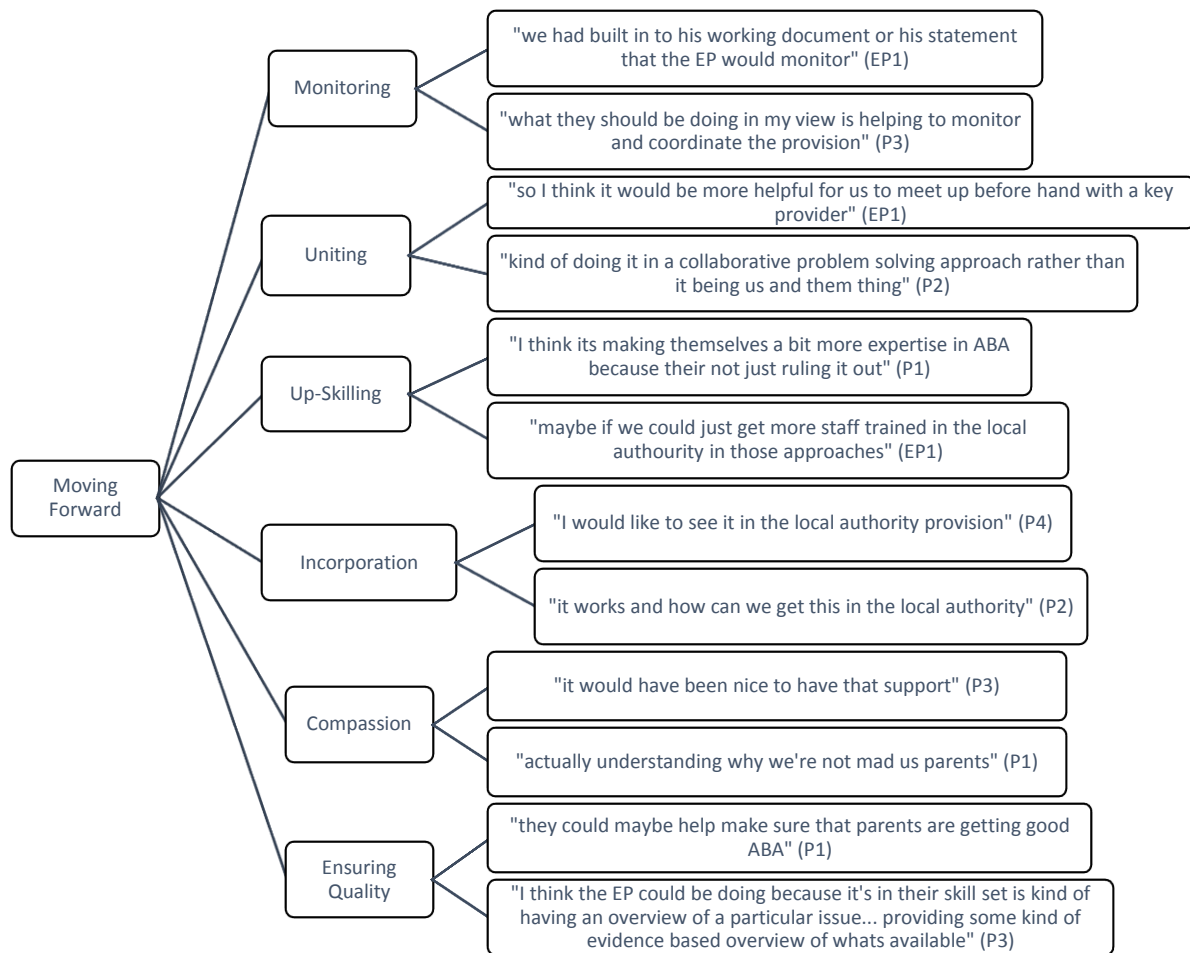 Moving
Forward
Monitoring
"we had built in to his working document or his statement
that the EP would monitor" (EP1)
"what they should be doing in my view is helping to monitor
and coordinate the provision" (P3)
Uniting
"so I think it would be more helpful for us to meet up before hand with a key
provider" (EP1)
"kind of doing it in a collaborative problem solving approach rather than
it being us and them thing" (P2)
Up-Skilling
"I think its making themselves a bit more expertise in ABA
because their not just ruling it out" (P1)
"maybe if we could just get more staff trained in the local
authourity in those approaches" (EP1)
Incorporation
"I would like to see it in the local authority provision" (P4)
"it works and how can we get this in the local authority" (P2)
Compassion
"it would have been nice to have that support" (P3)
"actually understanding why we're not mad us parents" (P1)
Ensuring
Quality
"they could maybe help make sure that parents are getting good
ABA" (P1)
"I think the EP could be doing because it's in their skill set is kind of
having an overview of a particular issue... providing some kind of
evidence based overview of whats available" (P3)